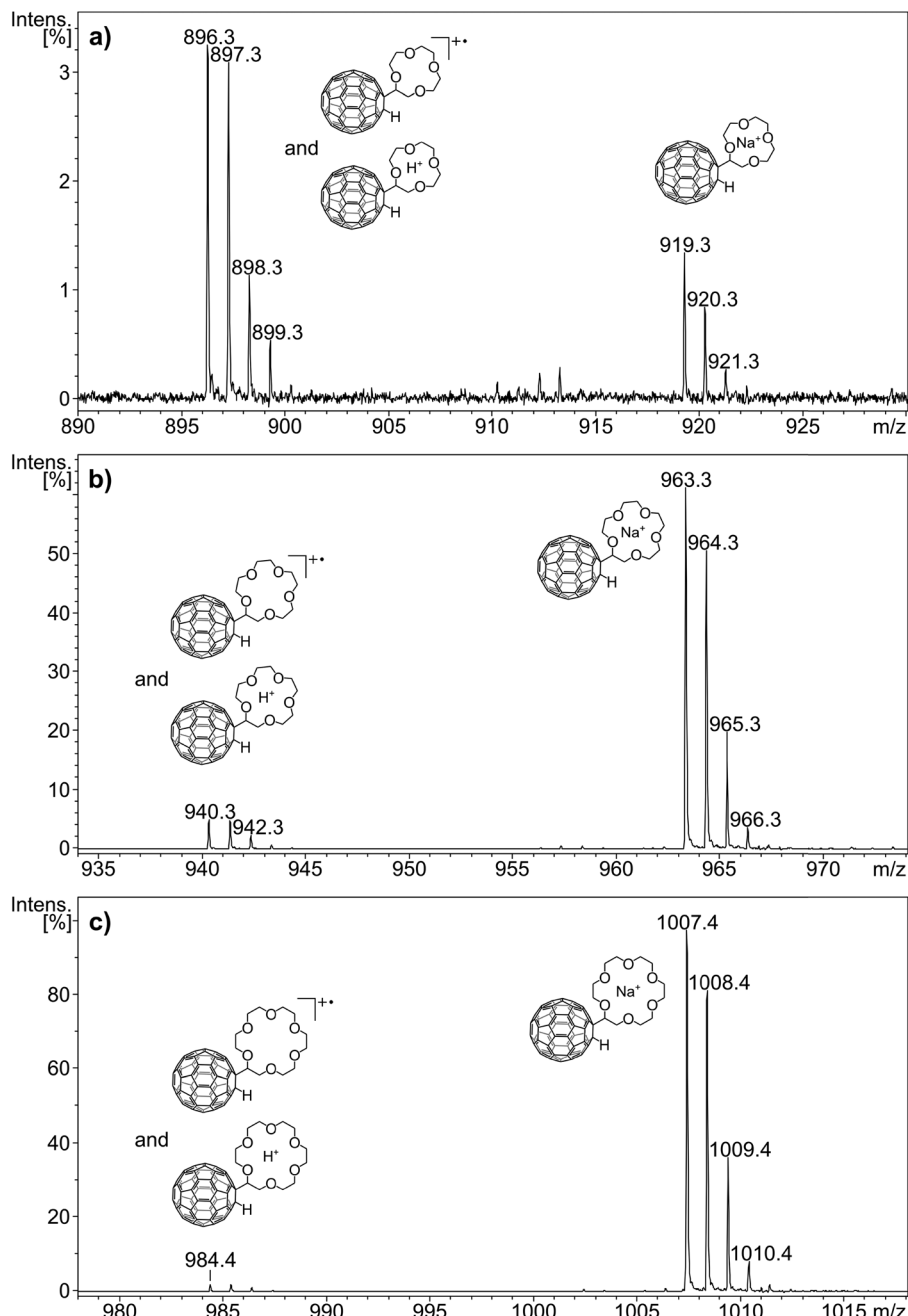 Intens.
[%]
a)
896.3
897.3
898.3
899.3
+•
O
O
O
O
H
and
O
O
O
O
H+
H
O
O
O
O
Na+
H
919.3
920.3
921.3
3
2
1
0
890 895 900 905 910 915 920 925 m/z
Intens.
[%]
b)
963.3
964.3
965.3
966.3
O
O
O
O
O
Na+
H
+•
O
O
O
O
O
H
and
O
O
O
O
O
H+
H
940.3
942.3
50
40
30
20
10
0
935 940 945 950 955 960 965 970 m/z
Intens.
[%]
c)
1007.4
1008.4
1009.4
1010.4
O
O
O
O
O
O
Na+
H
+•
O
O
O
O
O
O
H
and
O
O
O
O
O
O
H+
H
984.4
80
60
40
20
0
980 985 990 995 1000 1005 1010 1015 m/z